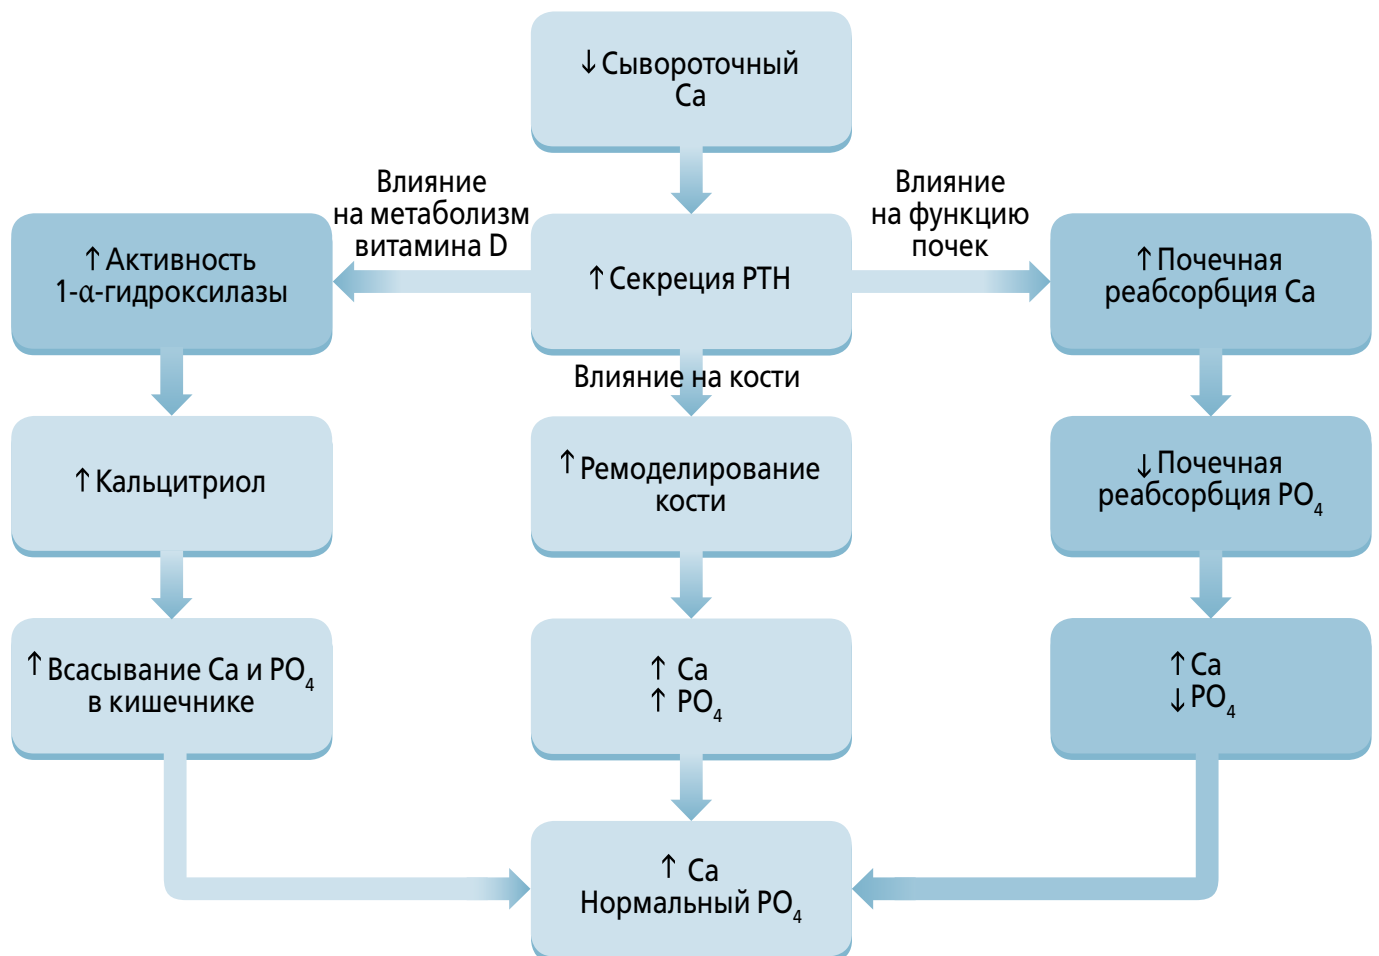 ↓ Сывороточный
Ca
Влияние
на метаболизм
витамина D
Влияние
на функцию
почек
↑ Активность
1-α-гидроксилазы
↑ Секреция PTH
↑ Почечная
реабсорбция Ca
Влияние на кости
↑ Кальцитриол
↑ Ремоделирование
кости
↓ Почечная
реабсорбция PO₄
↑ Всасывание Ca и PO₄
в кишечнике
↑ Ca
↑ PO₄
↑ Ca
↓ PO₄
↑ Ca
Нормальный PO₄